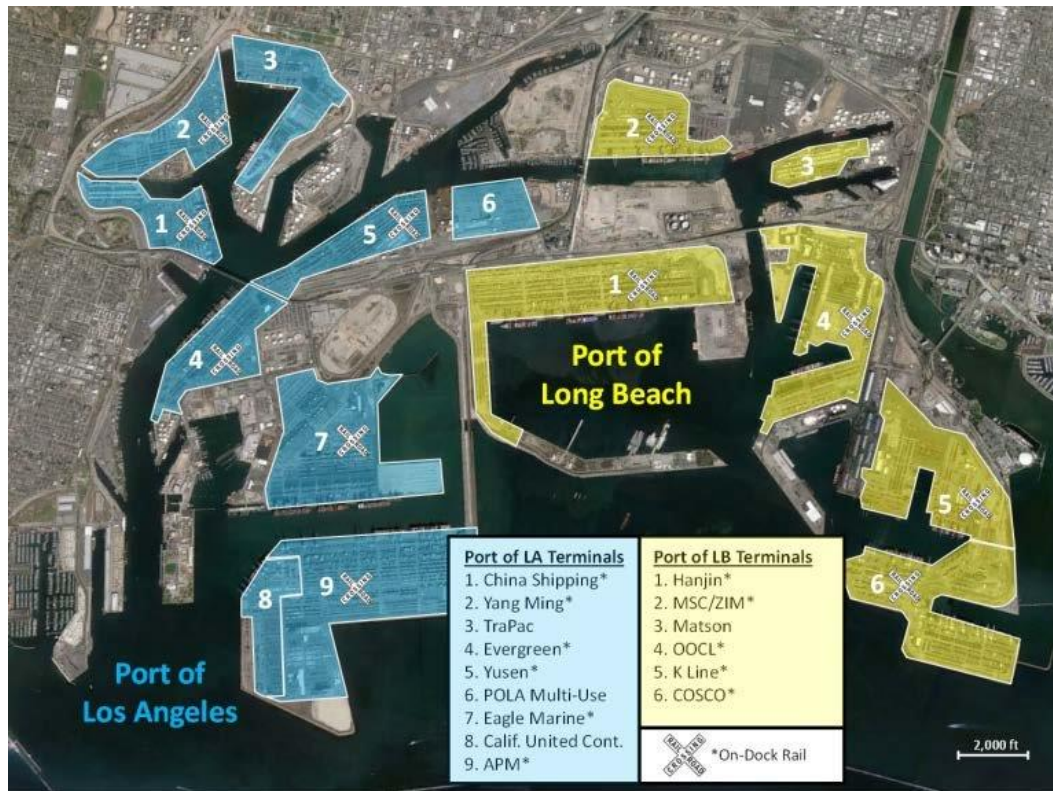 3
2
2
3
1
6
5
1
4
4
Port of
Long Beach
7
5
6
9
8
Port of
Los Angeles
Port of LA Terminals
1. China Shipping*
2. Yang Ming*
3. TraPac
4. Evergreen*
5. Yusen*
6. POLA Multi-Use
7. Eagle Marine*
8. Calif. United Cont.
9. APM*
Port of LB Terminals
1. Hanjin*
2. MSC/ZIM*
3. Matson
4. OOCL*
5. K Line*
6. COSCO*
RAIL CROSSING ROAD
*On-Dock Rail
2,000 ft